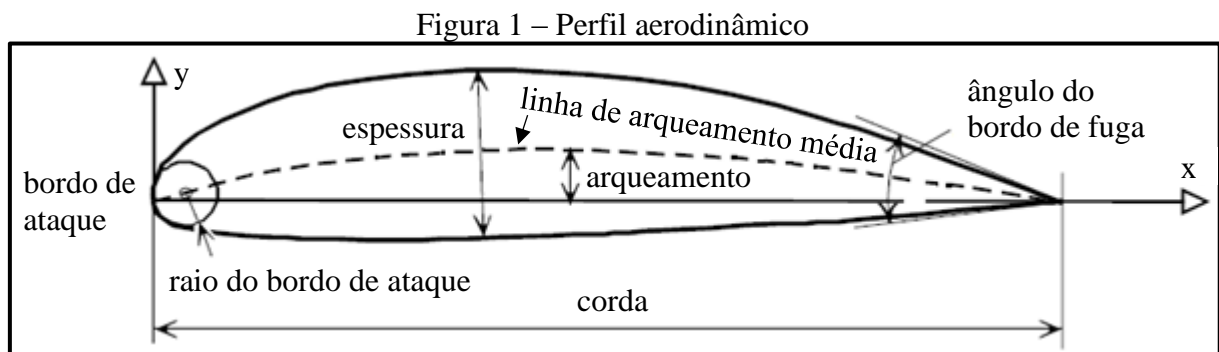 Figura 1 – Perfil aerodinâmico
y
espessura
linha de arqueamento média
ângulo do
bordo de fuga
x
bordo de
ataque
arqueamento
raio do bordo de ataque
corda